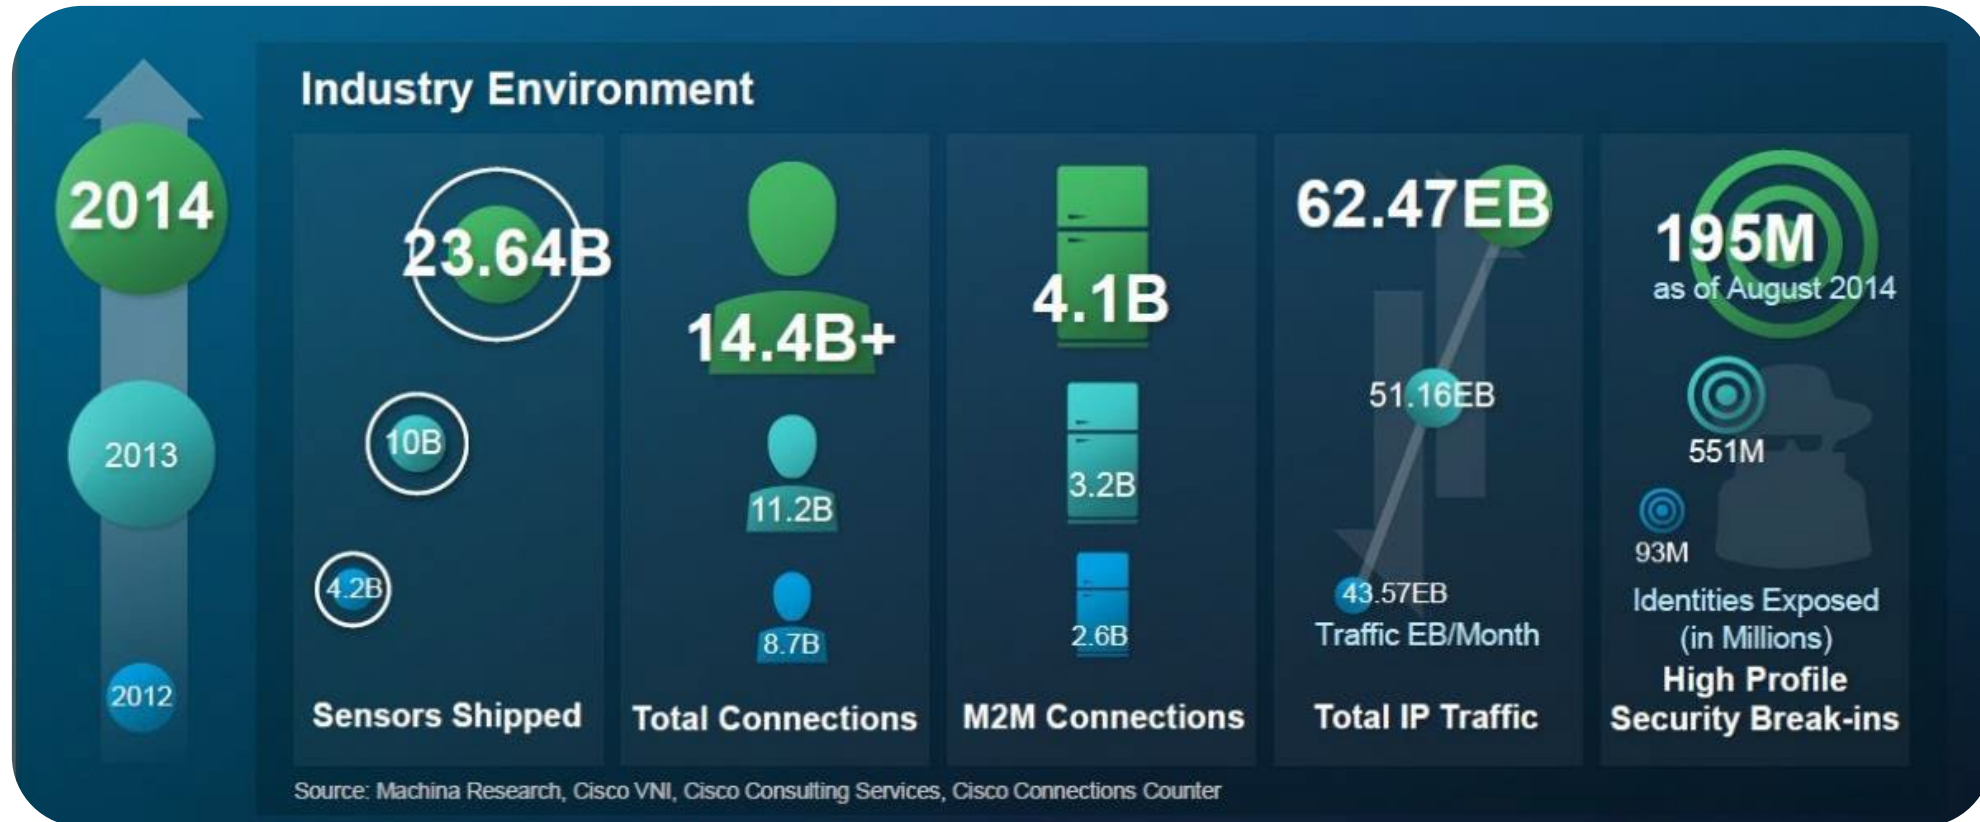 Industry Environment
2014
2013
2012
23.64B
10B
4.2B
Sensors Shipped
14.4B+
11.2B
8.7B
Total Connections
4.1B
3.2B
2.6B
M2M Connections
62.47EB
51.16EB
43.57EB
Traffic EB/Month
Total IP Traffic
195M
as of August 2014
551M
93M
Identities Exposed
(in Millions)
High Profile
Security Break-ins
Source: Machina Research, Cisco VNI, Cisco Consulting Services, Cisco Connections Counter